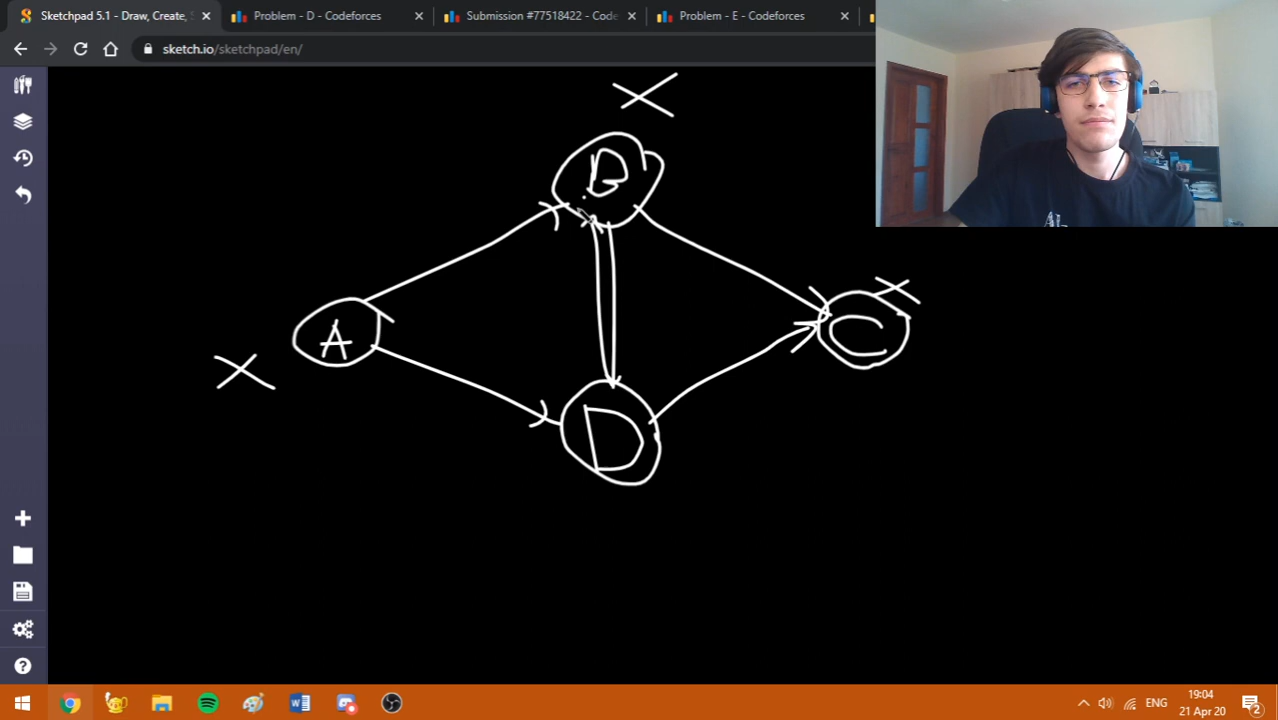 Sketchpad 5.1 - Draw, Create, S
Problem - D - Codeforces
Submission #77518422 - Code
Problem - E - Codeforces
sketch.io/sketchpad/en/
X
B
A
X
X
C
D
ENG
19:04
21 Apr 20
2